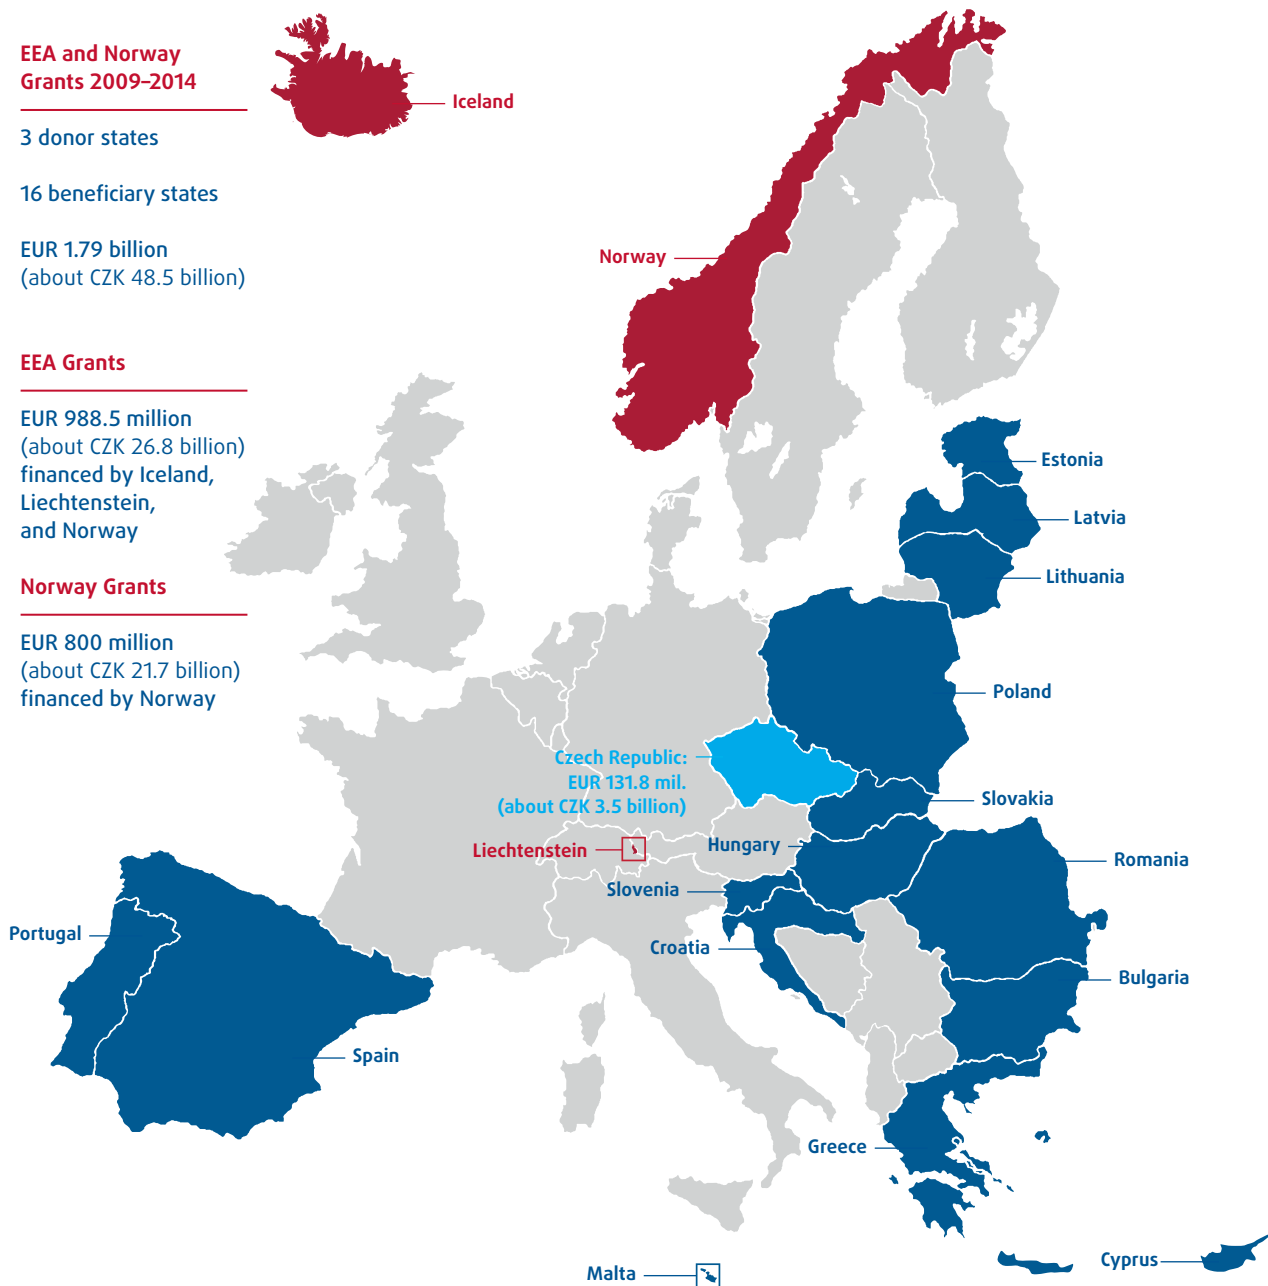 EEA and Norway
Grants 2009–2014
3 donor states
16 beneficiary states
EUR 1.79 billion
(about CZK 48.5 billion)
EEA Grants
EUR 988.5 million
(about CZK 26.8 billion)
financed by Iceland,
Liechtenstein,
and Norway
Norway Grants
EUR 800 million
(about CZK 21.7 billion)
financed by Norway
Iceland
Norway
Estonia
Latvia
Lithuania
Poland
Czech Republic:
EUR 131.8 mil.
(about CZK 3.5 billion)
Slovakia
Liechtenstein
Hungary
Romania
Slovenia
Portugal
Croatia
Bulgaria
Spain
Greece
Cyprus
Malta